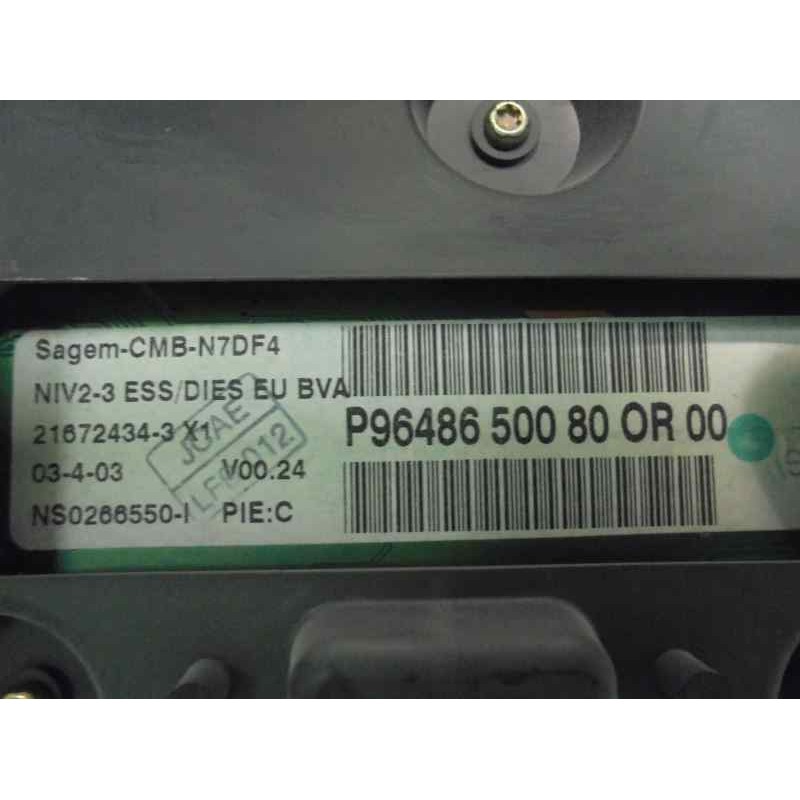 Sagem-CMB-N7DF4
NIV2-3 ESS/DIES EU BVA
21672434-3 X1
03-4-03 V00.24
NS0266550-I PIE:C
P96486 500 80 OR 00
JUAE